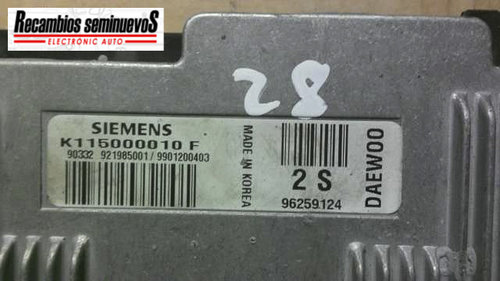 Recambios seminuevoS
ELECTRONIC AUTO
28
SIEMENS
K115000010 F
90332 921985001 / 9901200403
MADE IN KOREA
2 S
96259124
DAEWOO